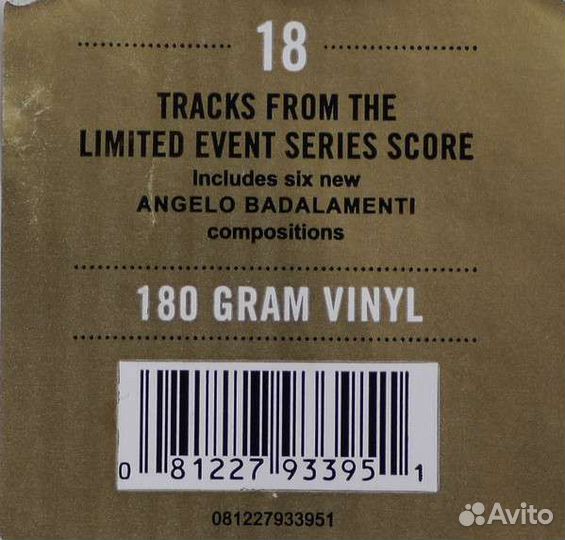 18
TRACKS FROM THE
LIMITED EVENT SERIES SCORE
Includes six new
ANGELO BADALAMENTI
compositions
180 GRAM VINYL
0 81227 93395 1
081227933951
Avito